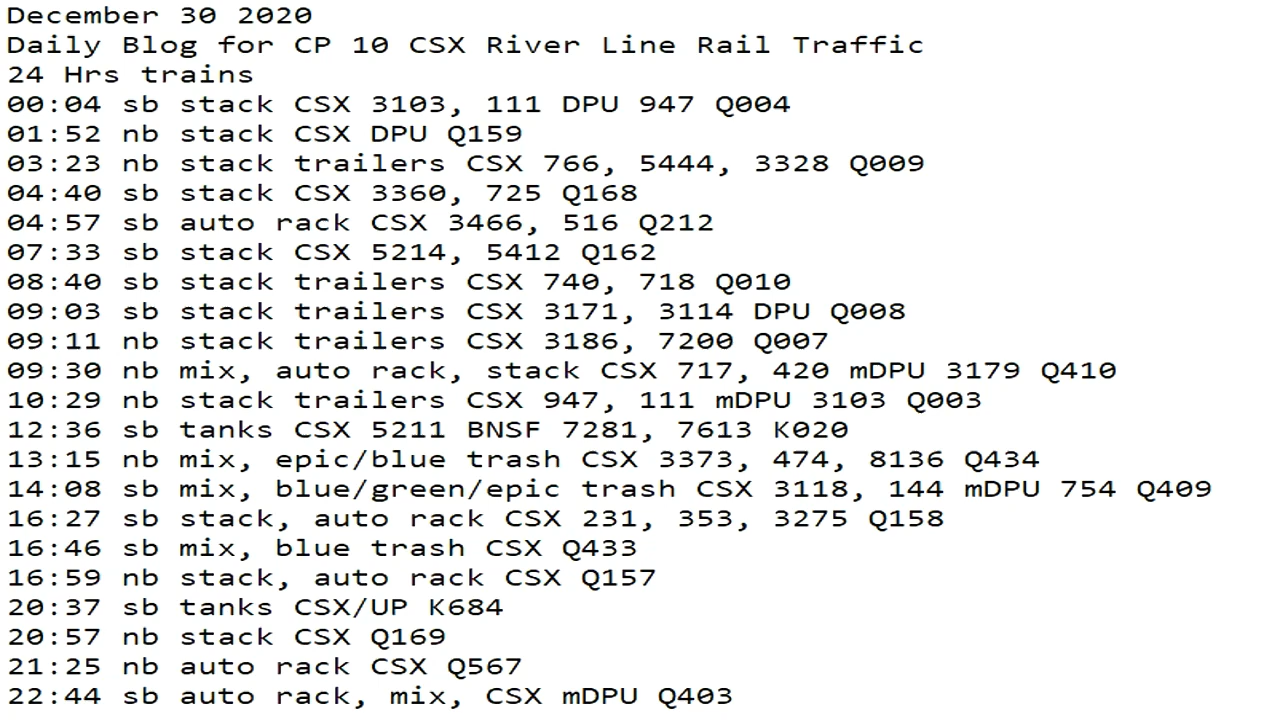 December 30 2020
Daily Blog for CP 10 CSX River Line Rail Traffic
24 Hrs trains
00:04 sb stack CSX 3103, 111 DPU 947 Q004
01:52 nb stack CSX DPU Q159
03:23 nb stack trailers CSX 766, 5444, 3328 Q009
04:40 sb stack CSX 3360, 725 Q168
04:57 sb auto rack CSX 3466, 516 Q212
07:33 sb stack CSX 5214, 5412 Q162
08:40 sb stack trailers CSX 740, 718 Q010
09:03 sb stack trailers CSX 3171, 3114 DPU Q008
09:11 nb stack trailers CSX 3186, 7200 Q007
09:30 nb mix, auto rack, stack CSX 717, 420 mDPU 3179 Q410
10:29 nb stack trailers CSX 947, 111 mDPU 3103 Q003
12:36 sb tanks CSX 5211 BNSF 7281, 7613 K020
13:15 nb mix, epic/blue trash CSX 3373, 474, 8136 Q434
14:08 sb mix, blue/green/epic trash CSX 3118, 144 mDPU 754 Q409
16:27 sb stack, auto rack CSX 231, 353, 3275 Q158
16:46 sb mix, blue trash CSX Q433
16:59 nb stack, auto rack CSX Q157
20:37 sb tanks CSX/UP K684
20:57 nb stack CSX Q169
21:25 nb auto rack CSX Q567
22:44 sb auto rack, mix, CSX mDPU Q403